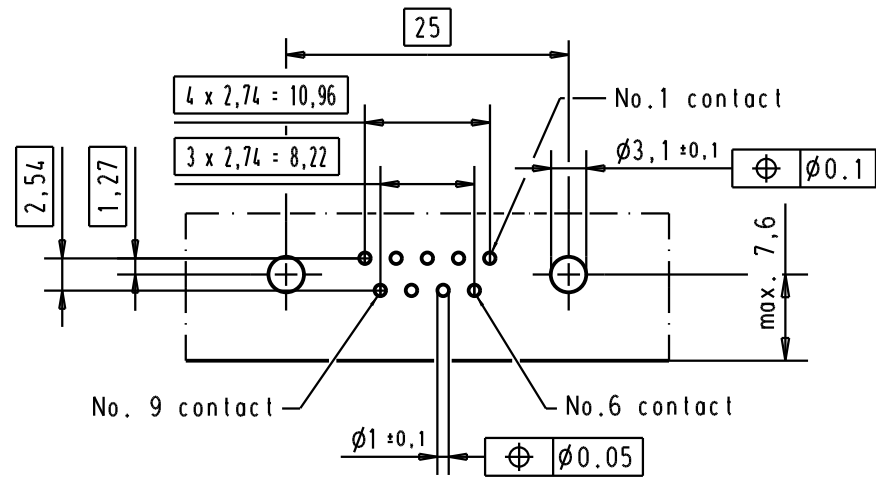 25
4 x 2,74 = 10,96
No.1 contact
3 x 2,74 = 8,22
Ø3,1 ±0,1
⌖ Ø0.1
2,54
1,27
max. 7,6
No. 9 contact
No.6 contact
Ø1 ±0,1
⌖ Ø0.05